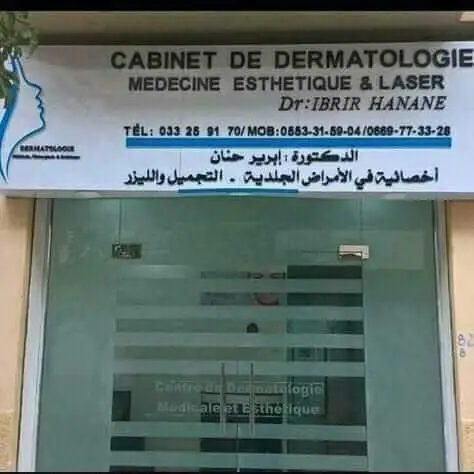 CABINET DE DERMATOLOGIE
MEDECINE ESTHETIQUE & LASER
Dr:IBRIR HANANE
DERMATOLOGIE
TÉL: 033 25 91 70/MOB:0553-31-59-04/0669-77-33-28
الدكتورة : إبرير حنان
أخصائية في الأمراض الجلدية - التجميل والليزر
Centre de Dermatologie
Médicale et Esthétique